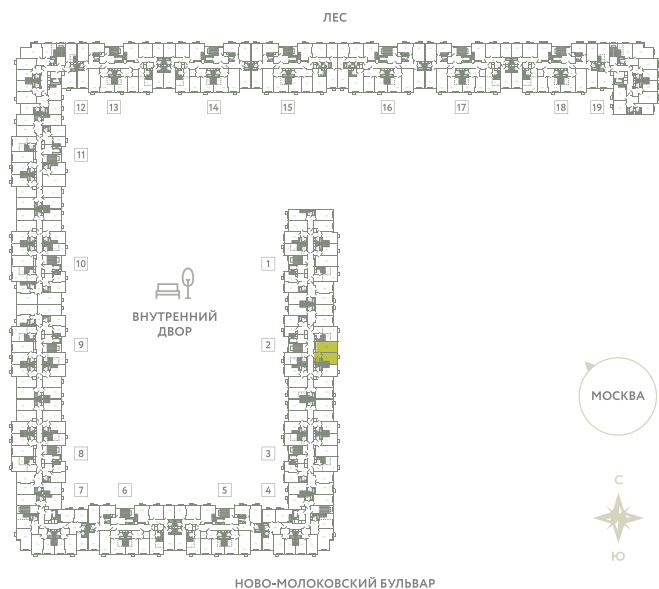 ЛЕС
12 13 14 15 16 17 18 19
11
10 1
ВНУТРЕННИЙ
ДВОР
9 2
МОСКВА
8 3
С
7 6 5 4
Ю
НОВО-МОЛОКОВСКИЙ БУЛЬВАР